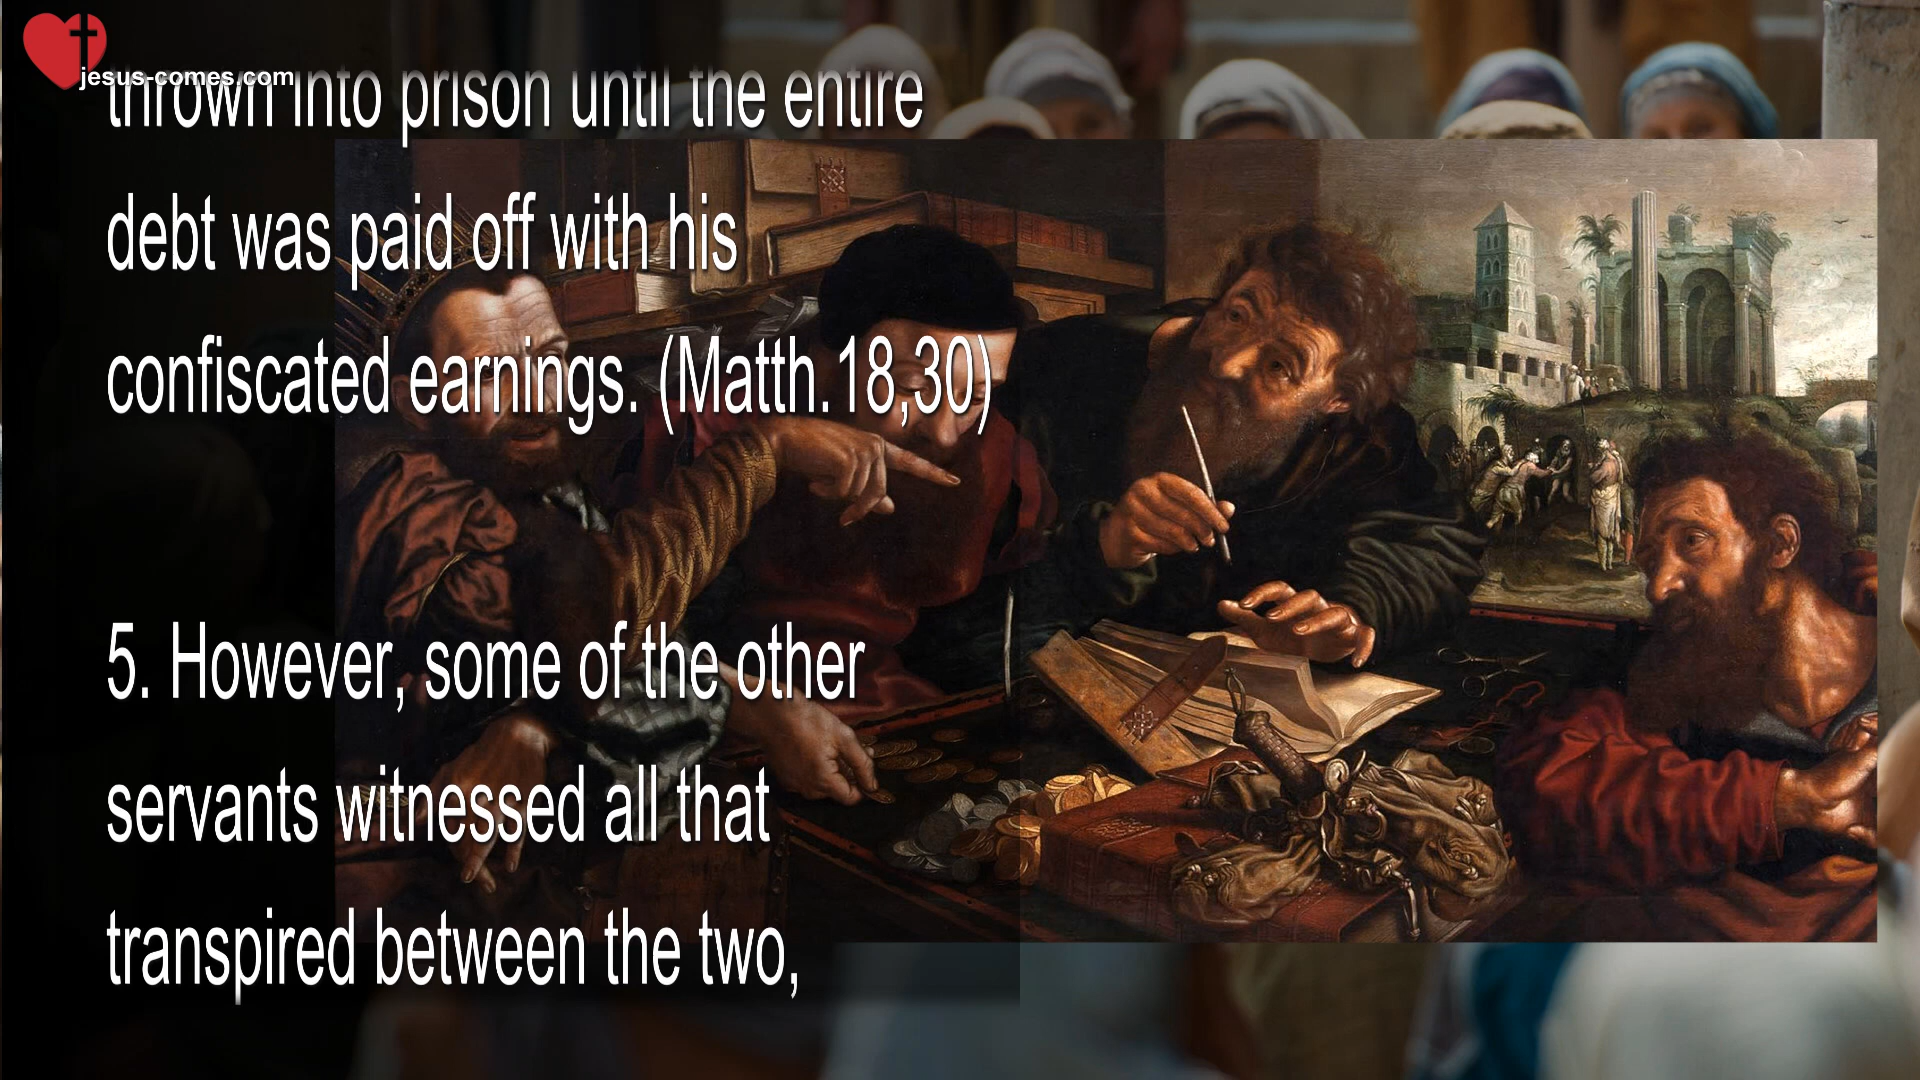 jesus-comes.com
thrown into prison until the entire
debt was paid off with his
confiscated earnings. (Matth.18,30)
5. However, some of the other
servants witnessed all that
transpired between the two,